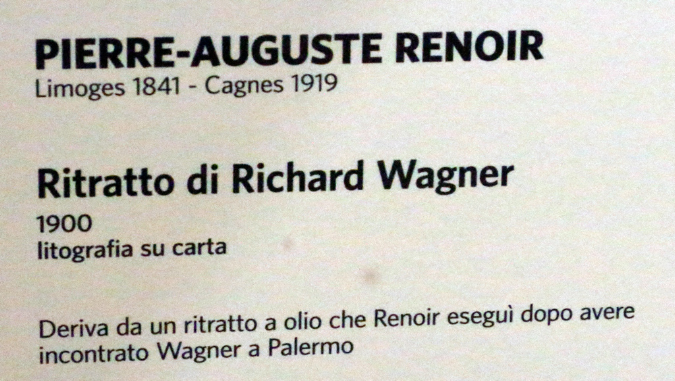 PIERRE-AUGUSTE RENOIR
Limoges 1841 - Cagnes 1919
Ritratto di Richard Wagner
1900
litografia su carta
Deriva da un ritratto a olio che Renoir eseguì dopo avere
incontrato Wagner a Palermo